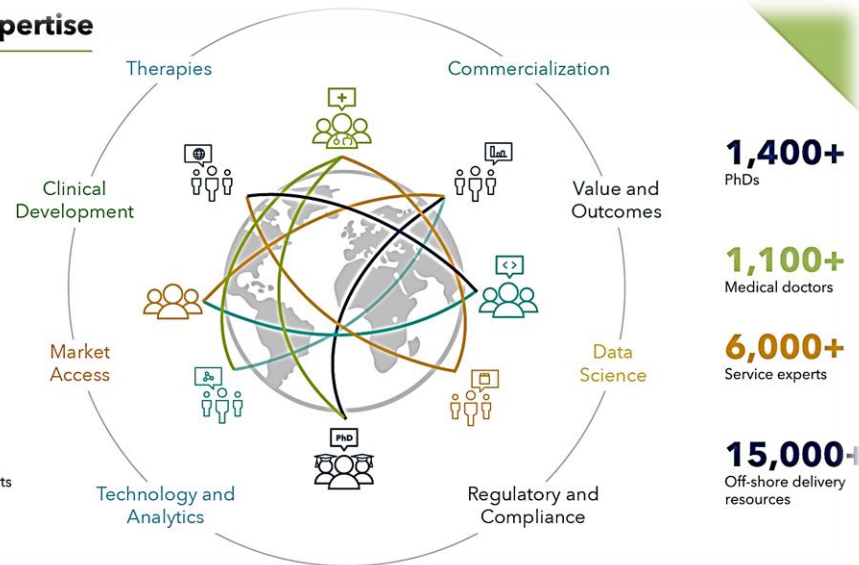 pertise
Therapies
Commercialization
Clinical
Development
Value and
Outcomes
Market
Access
Data
Science
PhD
Technology and
Analytics
Regulatory and
Compliance
1,400+
PhDs
1,100+
Medical doctors
6,000+
Service experts
15,000+
Off-shore delivery
resources
rts